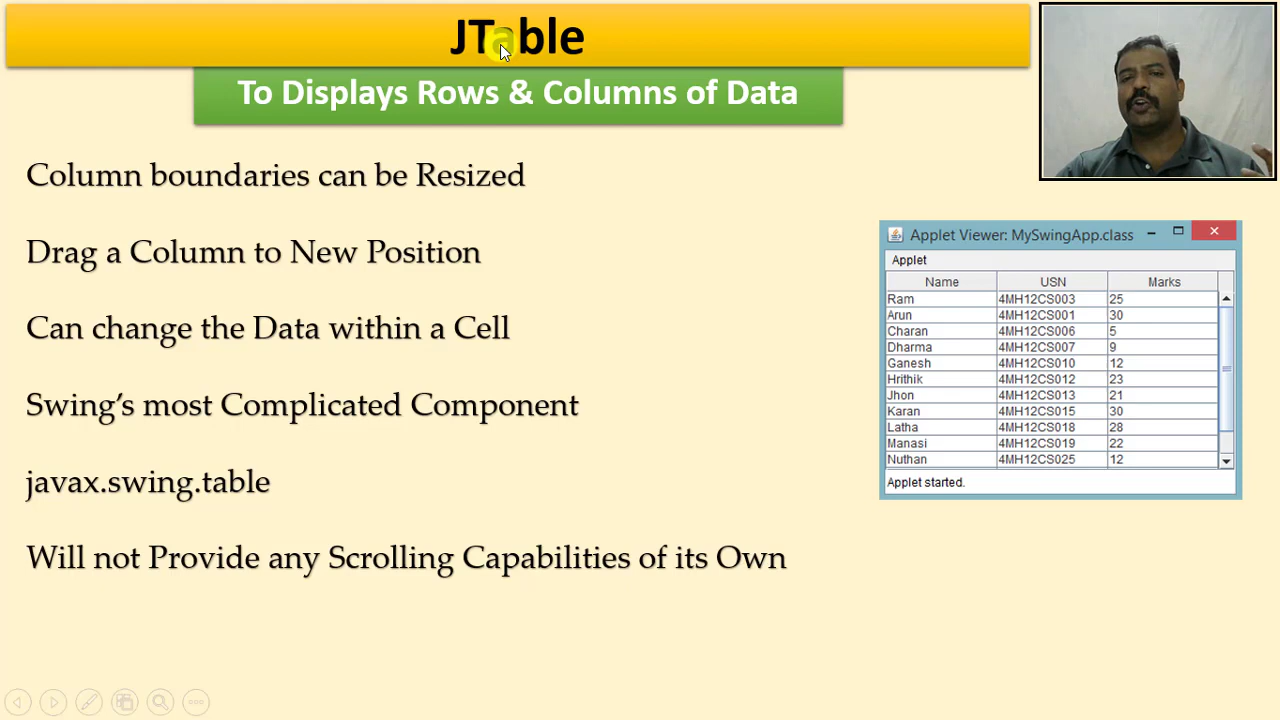 JTable
To Displays Rows & Columns of Data
Column boundaries can be Resized
Drag a Column to New Position
Can change the Data within a Cell
Swing's most Complicated Component
javax.swing.table
Will not Provide any Scrolling Capabilities of its Own
Applet Viewer: MySwingApp.class
Applet
Name USN Marks
Ram 4MH12CS003 25
Arun 4MH12CS001 30
Charan 4MH12CS006 5
Dharma 4MH12CS007 9
Ganesh 4MH12CS010 12
Hrithik 4MH12CS012 23
Jhon 4MH12CS013 21
Karan 4MH12CS015 30
Latha 4MH12CS018 28
Manasi 4MH12CS019 22
Nuthan 4MH12CS025 12
Applet started.